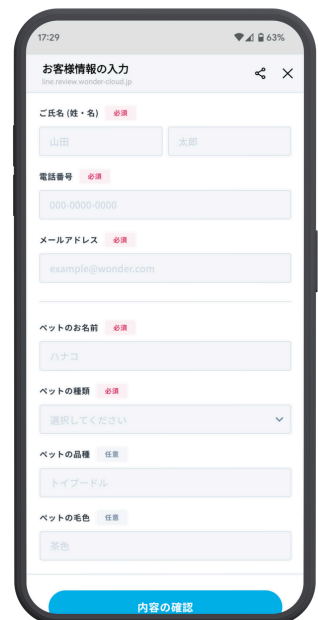 17:29 63%
お客様情報の入力
line.review.wonder-cloud.jp
ご氏名 (姓・名) 必須
山田 太郎
電話番号 必須
000-0000-0000
メールアドレス 必須
example@wonder.com
ペットのお名前 必須
ハナコ
ペットの種類 必須
選択してください
ペットの品種 任意
トイプードル
ペットの毛色 任意
茶色
内容の確認